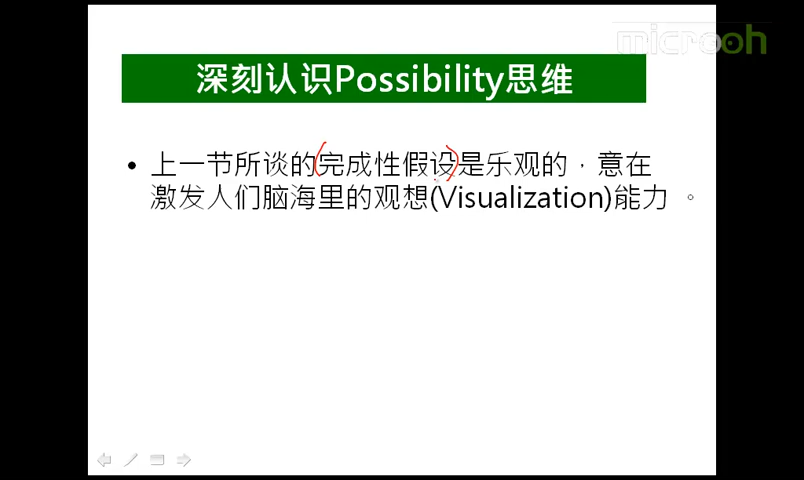 microoh
深刻认识Possibility思维
• 上一节所谈的(完成性假设)是乐观的，意在
激发人们脑海里的观想(Visualization)能力 。